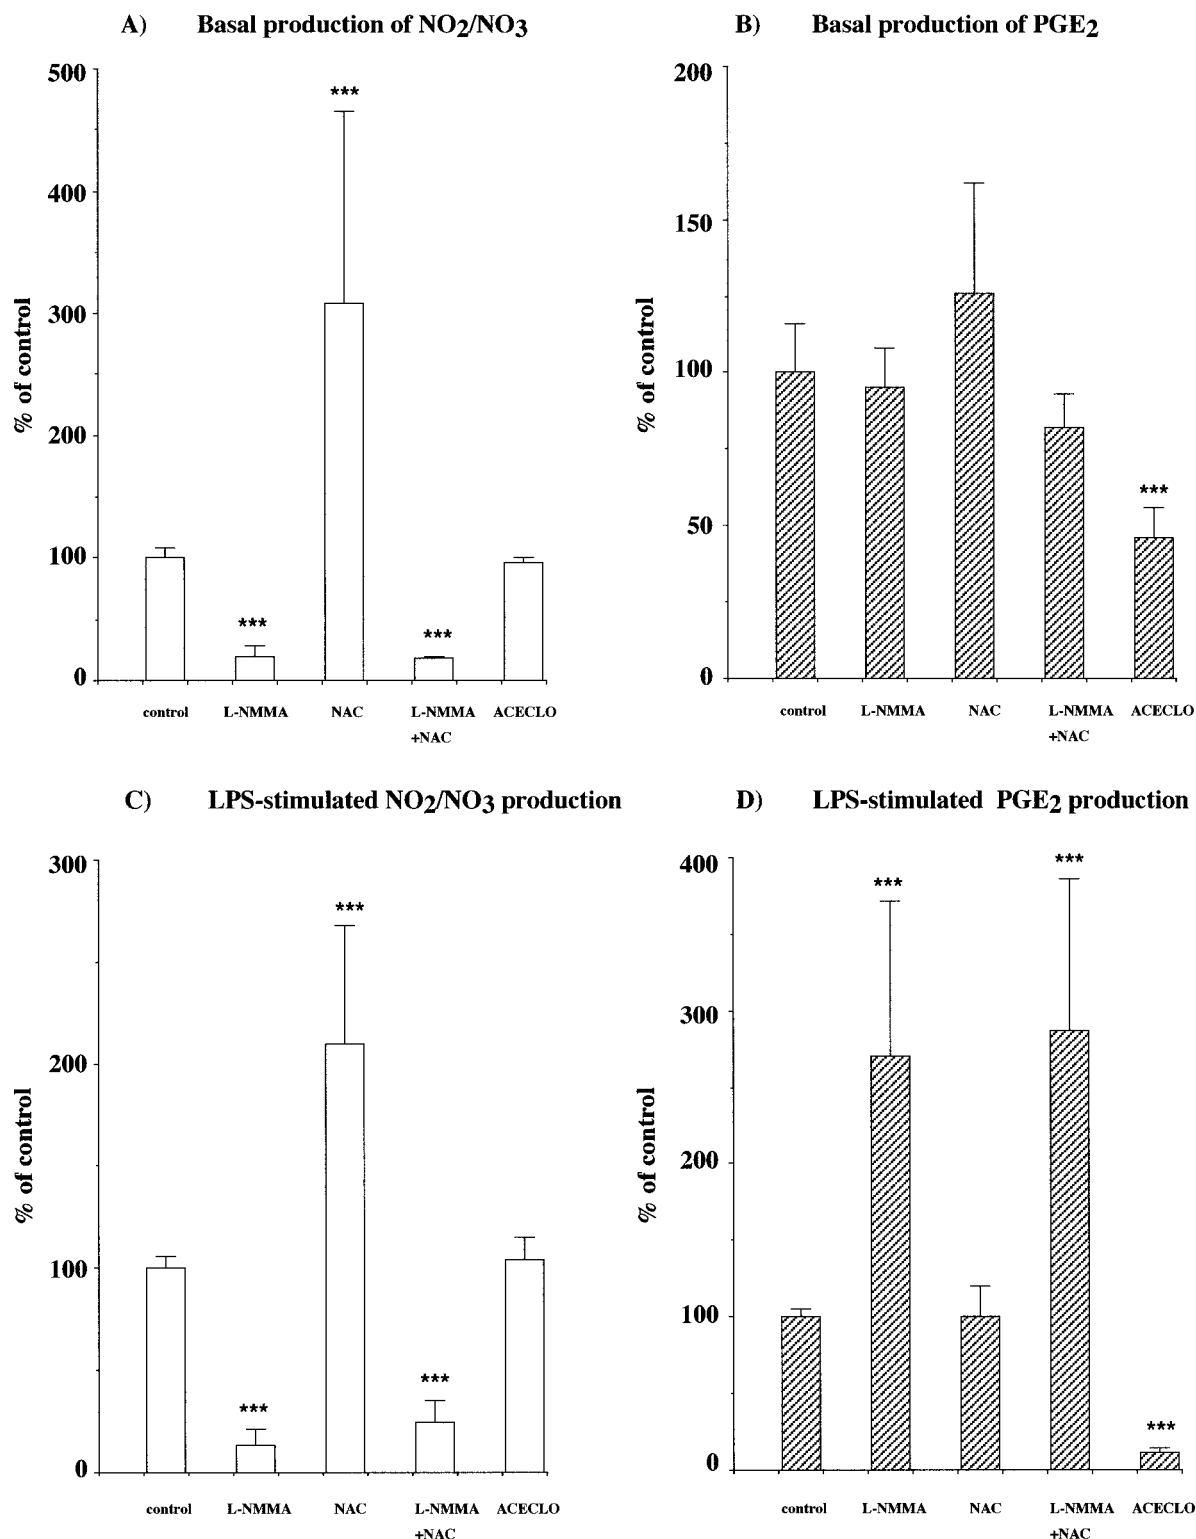 A) Basal production of NO2/NO3
500
400
300
200
100
0
% of control
***
***
***
control L-NMMA NAC L-NMMA ACECLO
+NAC
B) Basal production of PGE2
200
150
100
50
0
% of control
***
control L-NMMA NAC L-NMMA ACECLO
+NAC
C) LPS-stimulated NO2/NO3 production
300
200
100
0
% of control
***
***
***
control L-NMMA NAC L-NMMA ACECLO
+NAC
D) LPS-stimulated PGE2 production
400
300
200
100
0
% of control
***
***
***
control L-NMMA NAC L-NMMA ACECLO
+NAC